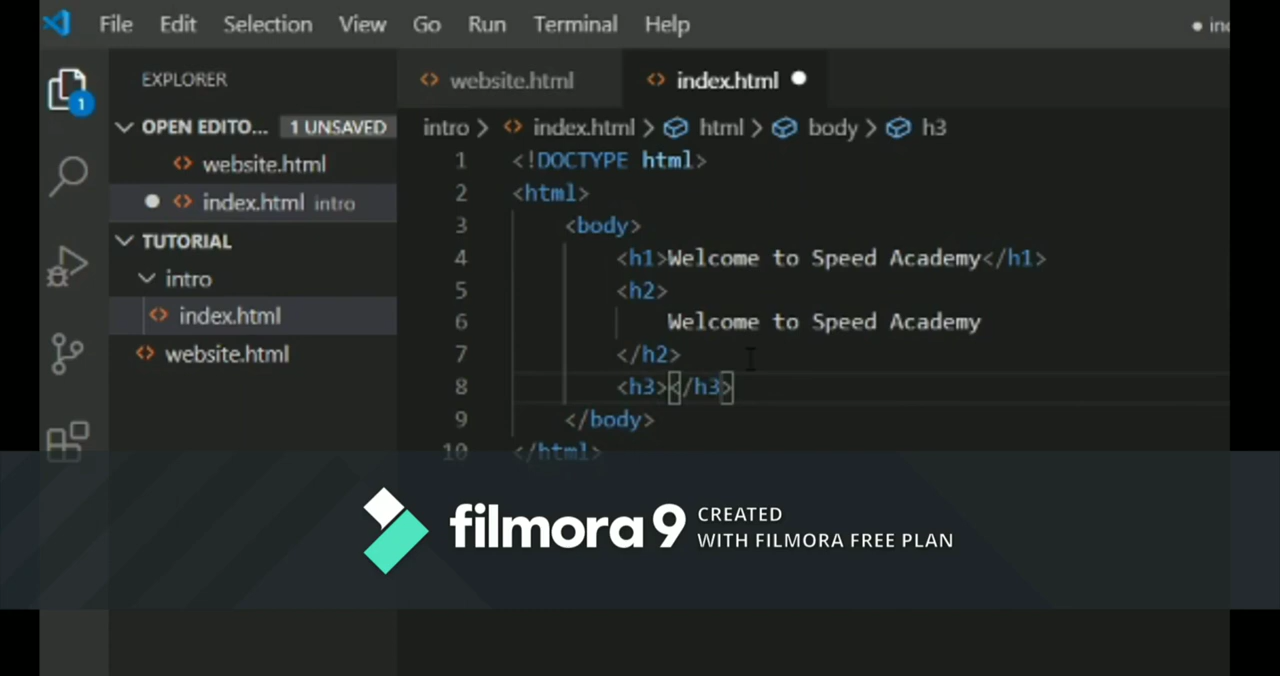 File Edit Selection View Go Run Terminal Help
EXPLORER
website.html
index.html
1
OPEN EDITO... 1 UNSAVED
intro > index.html > html > body > h3
website.html
index.html intro
TUTORIAL
intro
index.html
website.html
1 <!DOCTYPE html>
2 <html>
3 <body>
4 <h1>Welcome to Speed Academy</h1>
5 <h2>
6 Welcome to Speed Academy
7 </h2>
8 <h3></h3>
9 </body>
10 </html>
filmora 9
CREATED
WITH FILMORA FREE PLAN